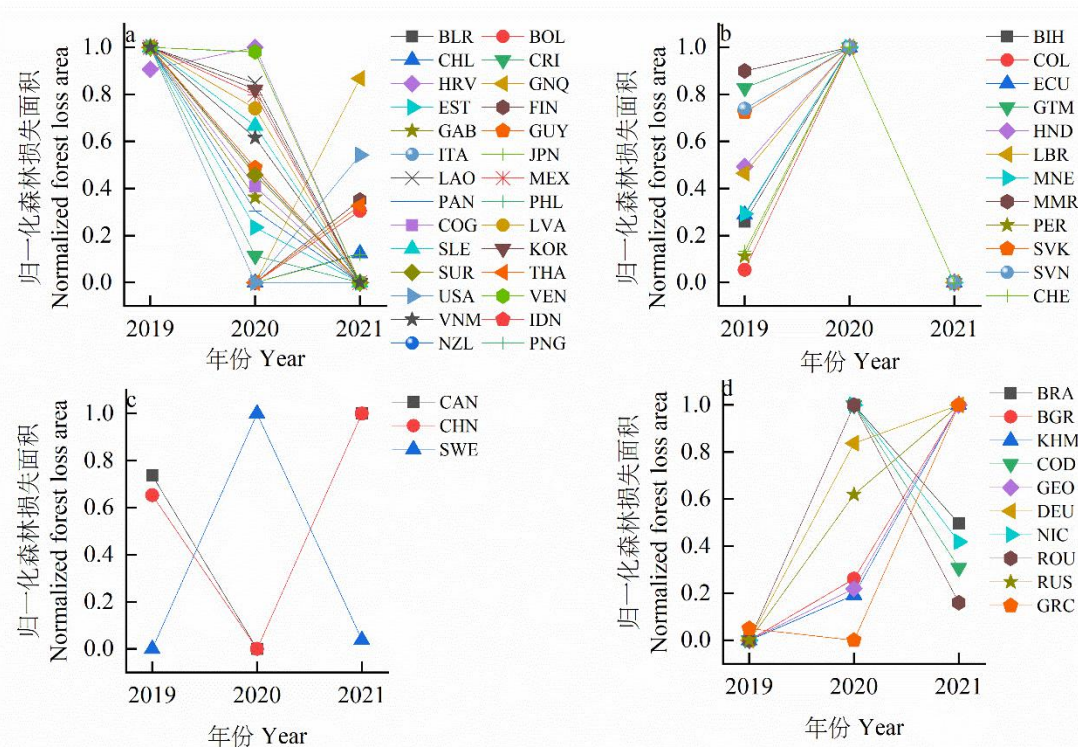 a
归一化森林损失面积
Normalized forest loss area
1.0
0.8
0.6
0.4
0.2
0.0
2019 2020 2021
年份 Year
BLR BOL
CHL CRI
HRV GNQ
EST FIN
GAB GUY
ITA JPN
LAO MEX
PAN PHL
COG LVA
SLE KOR
SUR THA
USA VEN
VNM IDN
NZL PNG
b
归一化森林损失面积
Normalized forest loss area
1.0
0.8
0.6
0.4
0.2
0.0
2019 2020 2021
年份 Year
BIH
COL
ECU
GTM
HND
LBR
MNE
MMR
PER
SVK
SVN
CHE
c
归一化森林损失面积
Normalized forest loss area
1.0
0.8
0.6
0.4
0.2
0.0
2019 2020 2021
年份 Year
CAN
CHN
SWE
d
归一化森林损失面积
Normalized forest loss area
1.0
0.8
0.6
0.4
0.2
0.0
2019 2020 2021
年份 Year
BRA
BGR
KHM
COD
GEO
DEU
NIC
ROU
RUS
GRC